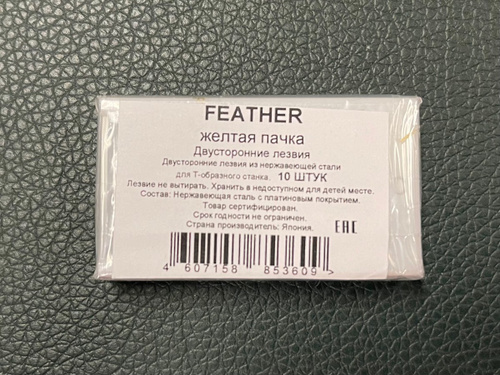 FEATHER
желтая пачка
Двусторонние лезвия
Двусторонние лезвия из нержавеющей стали
для Т-образного станка. 10 ШТУК
Лезвие не вытирать. Хранить в недоступном для детей месте.
Состав: Нержавеющая сталь с платиновым покрытием.
Товар сертифицирован.
Срок годности не ограничен.
Страна производитель: Япония.
EAC
4 607158 853609 >